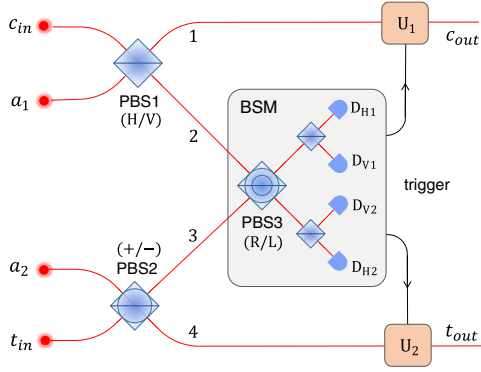 c_in
1
U_1
c_out
a_1
PBS1
(H/V)
2
BSM
D_H1
D_V1
trigger
D_V2
PBS3
(R/L)
D_H2
3
(+/−)
PBS2
a_2
t_in
4
U_2
t_out